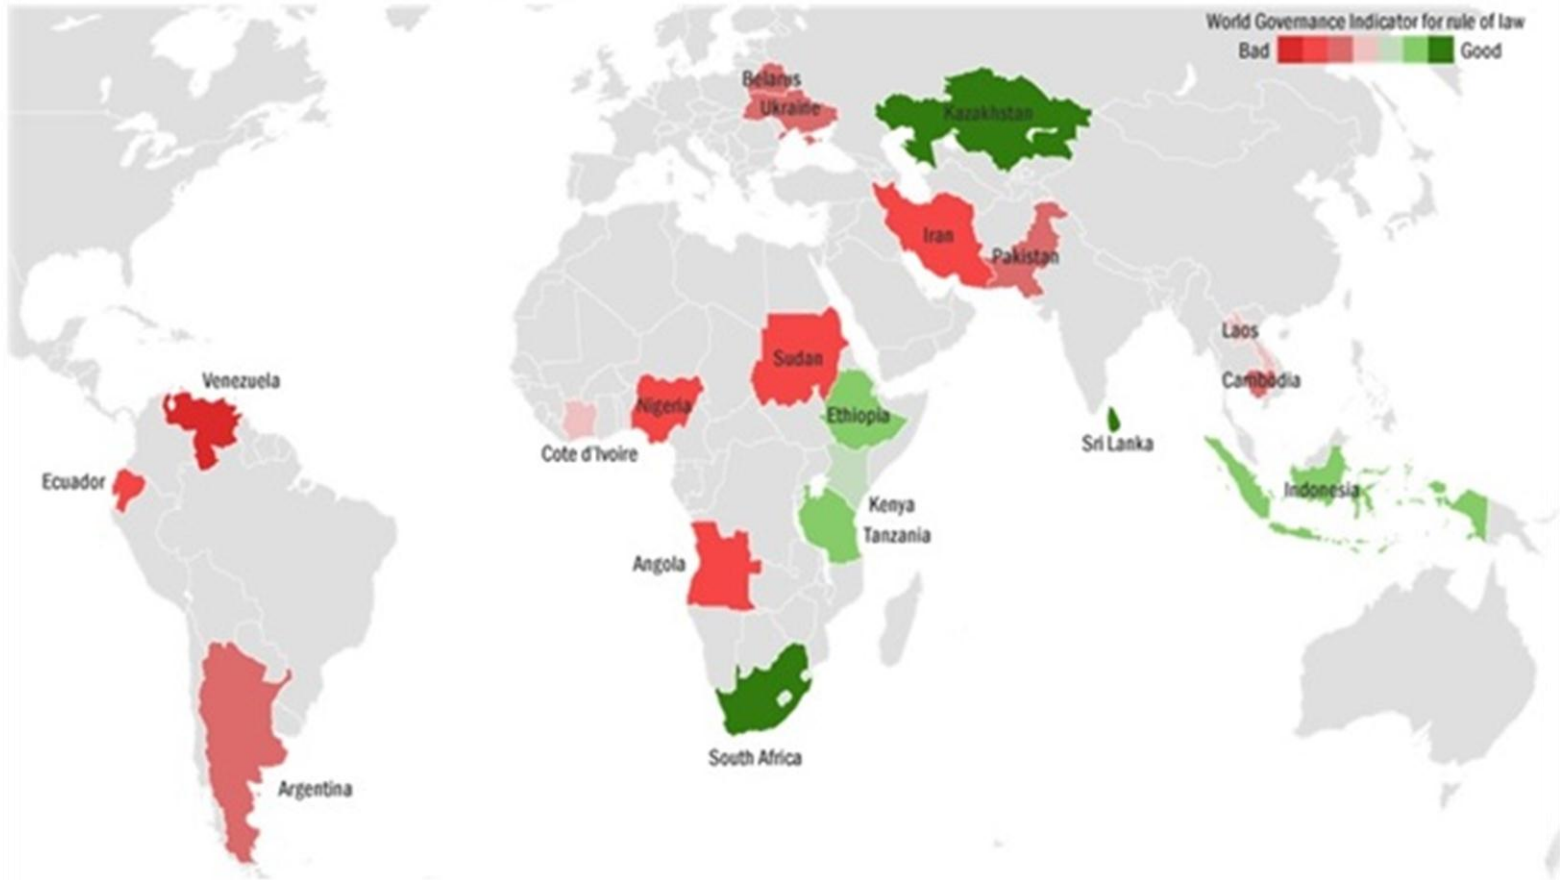 World Governance Indicator for rule of law
Bad Good
Belarus
Ukraine
Kazakhstan
Iran
Pakistan
Laos
Cambodia
Sudan
Venezuela
Nigeria
Ethiopia
Cote d'Ivoire
Sri Lanka
Ecuador
Indonesia
Kenya
Tanzania
Angola
South Africa
Argentina